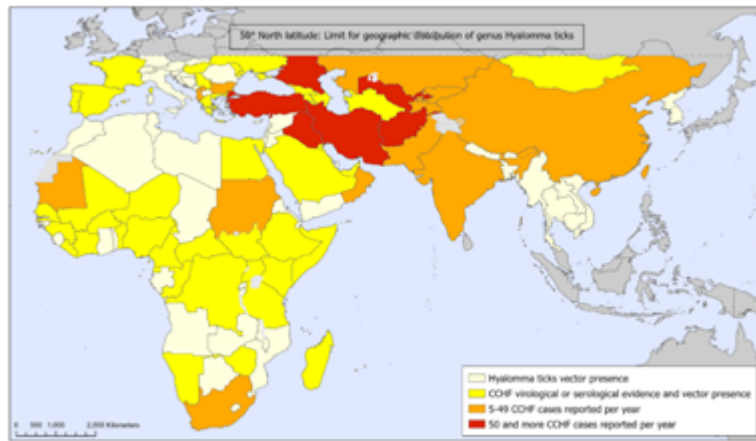 50° North latitude: Limit for geographic distribution of genus Hyalomma ticks
Hyalomma ticks vector presence
CCHF virological or serological evidence and vector presence
5-49 CCHF cases reported per year
50 and more CCHF cases reported per year
0 500 1,000 2,000 Kilometers